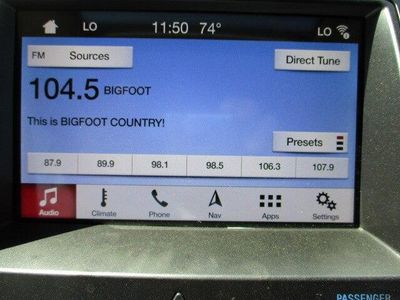 LO 11:50 74° LO
FM Sources Direct Tune
104.5 BIGFOOT
This is BIGFOOT COUNTRY!
Presets
87.9 89.9 98.1 98.5 106.3 107.9
Audio Climate Phone Nav Apps Settings
PASSENGER